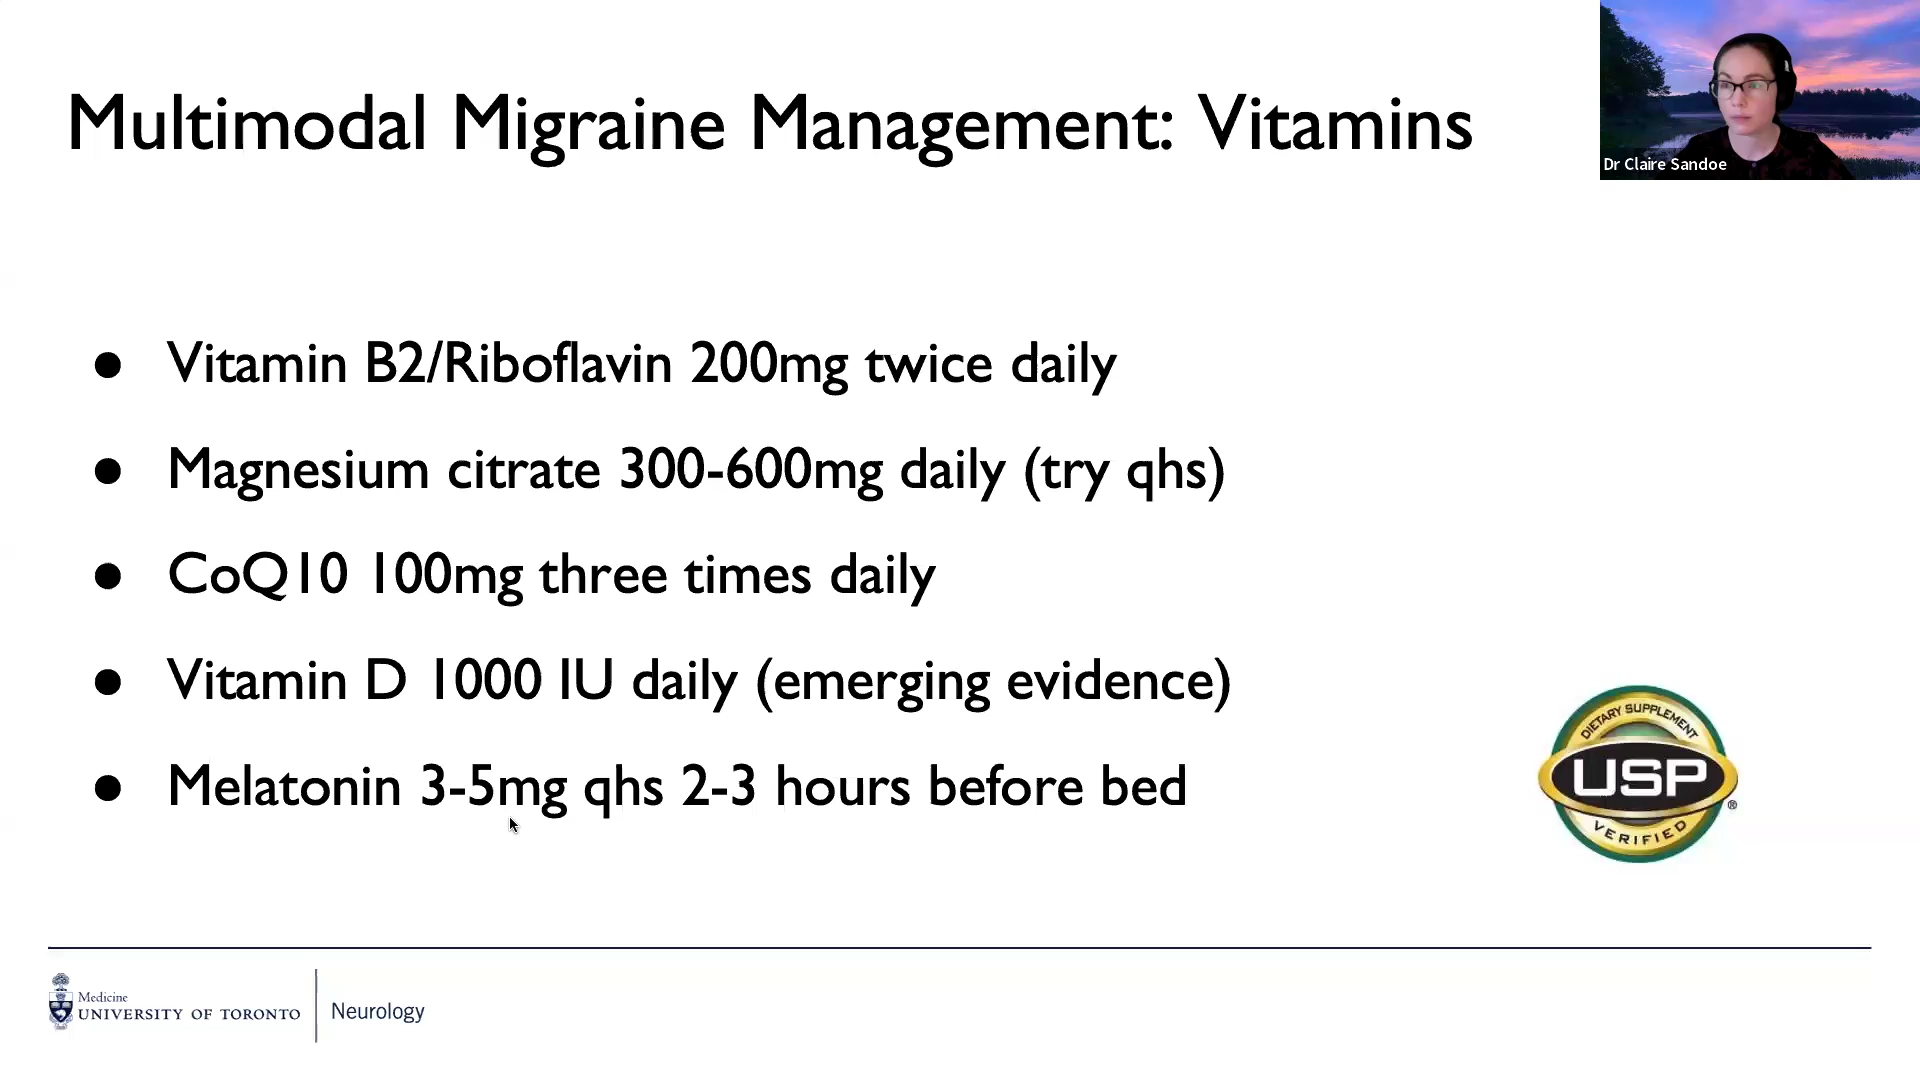 Multimodal Migraine Management: Vitamins
Dr Claire Sandoe
● Vitamin B2/Riboflavin 200mg twice daily
● Magnesium citrate 300-600mg daily (try qhs)
● CoQ10 100mg three times daily
● Vitamin D 1000 IU daily (emerging evidence)
● Melatonin 3-5mg qhs 2-3 hours before bed
DIETARY SUPPLEMENT
USP
®
VERIFIED
Medicine
UNIVERSITY OF TORONTO
Neurology